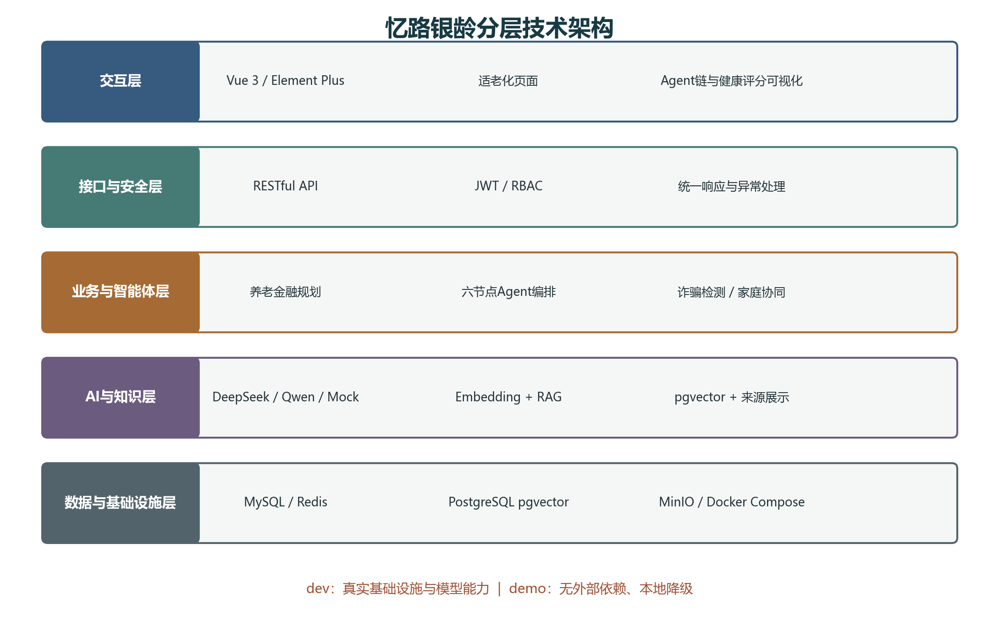 忆路银龄分层技术架构
交互层 Vue 3 / Element Plus 适老化页面 Agent链与健康评分可视化
接口与安全层 RESTful API JWT / RBAC 统一响应与异常处理
业务与智能体层 养老金融规划 六节点Agent编排 诈骗检测 / 家庭协同
AI与知识层 DeepSeek / Qwen / Mock Embedding + RAG pgvector + 来源展示
数据与基础设施层 MySQL / Redis PostgreSQL pgvector MinIO / Docker Compose
dev：真实基础设施与模型能力 | demo：无外部依赖、本地降级